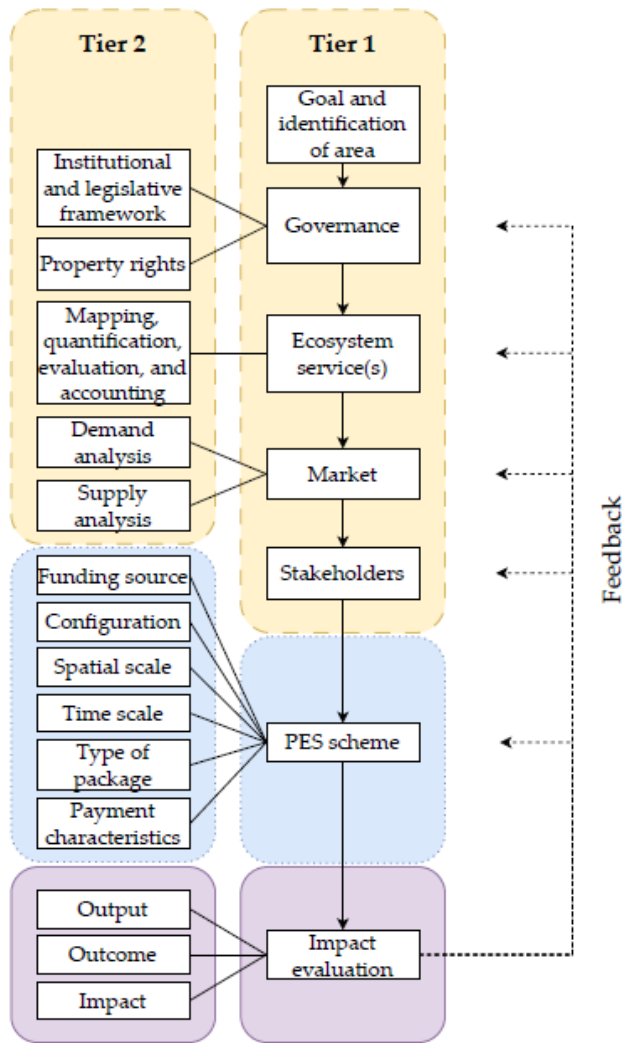 Tier 2
Tier 1
Goal and
identification
of area
Institutional
and legislative
framework
Property rights
Governance
Mapping,
quantification,
evaluation, and
accounting
Ecosystem
service(s)
Demand
analysis
Supply
analysis
Market
Stakeholders
Funding source
Configuration
Spatial scale
Time scale
Type of
package
Payment
characteristics
PES scheme
Output
Outcome
Impact
Impact
evaluation
Feedback